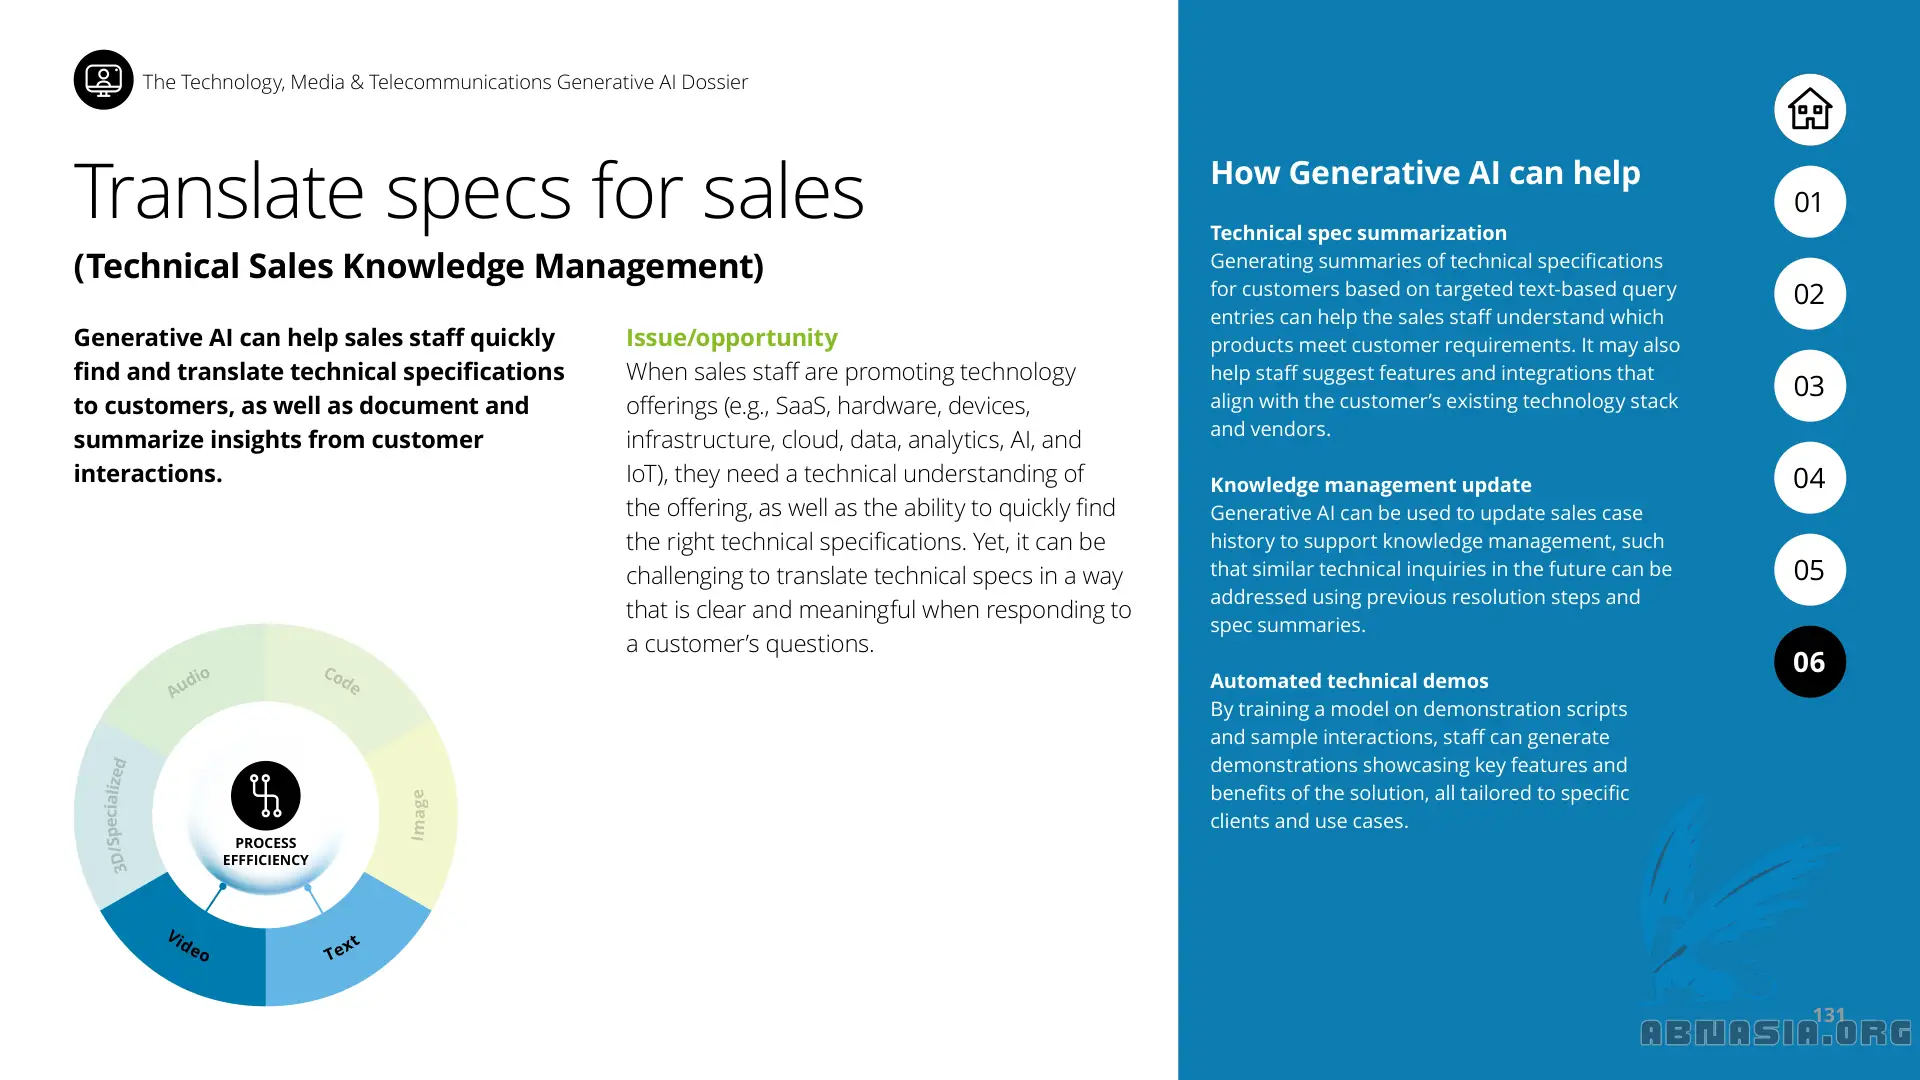 The Technology, Media & Telecommunications Generative AI Dossier
Translate specs for sales
(Technical Sales Knowledge Management)
Generative AI can help sales staff quickly
find and translate technical specifications
to customers, as well as document and
summarize insights from customer
interactions.
Issue/opportunity
When sales staff are promoting technology
offerings (e.g., SaaS, hardware, devices,
infrastructure, cloud, data, analytics, AI, and
IoT), they need a technical understanding of
the offering, as well as the ability to quickly find
the right technical specifications. Yet, it can be
challenging to translate technical specs in a way
that is clear and meaningful when responding to
a customer’s questions.
Audio
Code
3D/Specialized
Image
PROCESS
EFFFICIENCY
Video
Text
How Generative AI can help
Technical spec summarization
Generating summaries of technical specifications
for customers based on targeted text-based query
entries can help the sales staff understand which
products meet customer requirements. It may also
help staff suggest features and integrations that
align with the customer’s existing technology stack
and vendors.
Knowledge management update
Generative AI can be used to update sales case
history to support knowledge management, such
that similar technical inquiries in the future can be
addressed using previous resolution steps and
spec summaries.
Automated technical demos
By training a model on demonstration scripts
and sample interactions, staff can generate
demonstrations showcasing key features and
benefits of the solution, all tailored to specific
clients and use cases.
01
02
03
04
05
06
131
ABNASIA.ORG